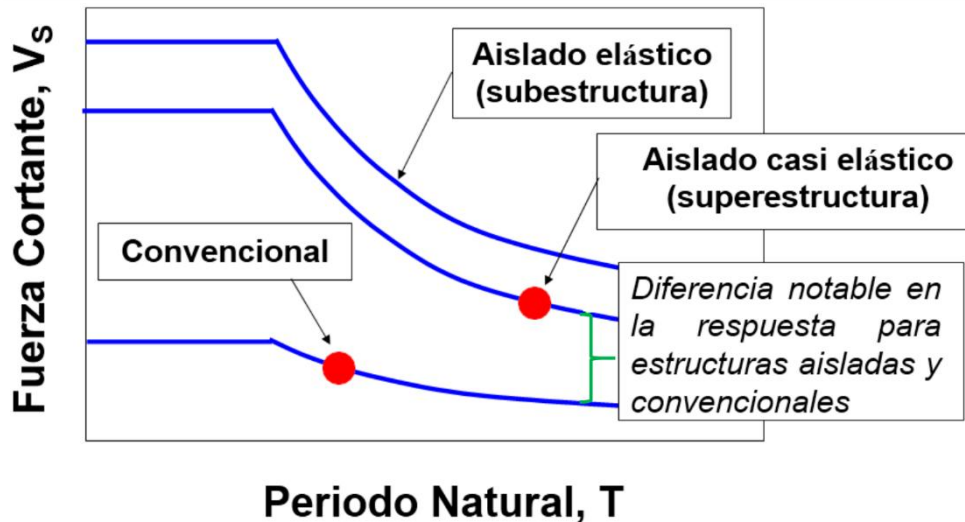 Fuerza Cortante, Vs
Aislado elástico
(subestructura)
Aislado casi elástico
(superestructura)
Convencional
Diferencia notable en
la respuesta para
estructuras aisladas y
convencionales
Periodo Natural, T